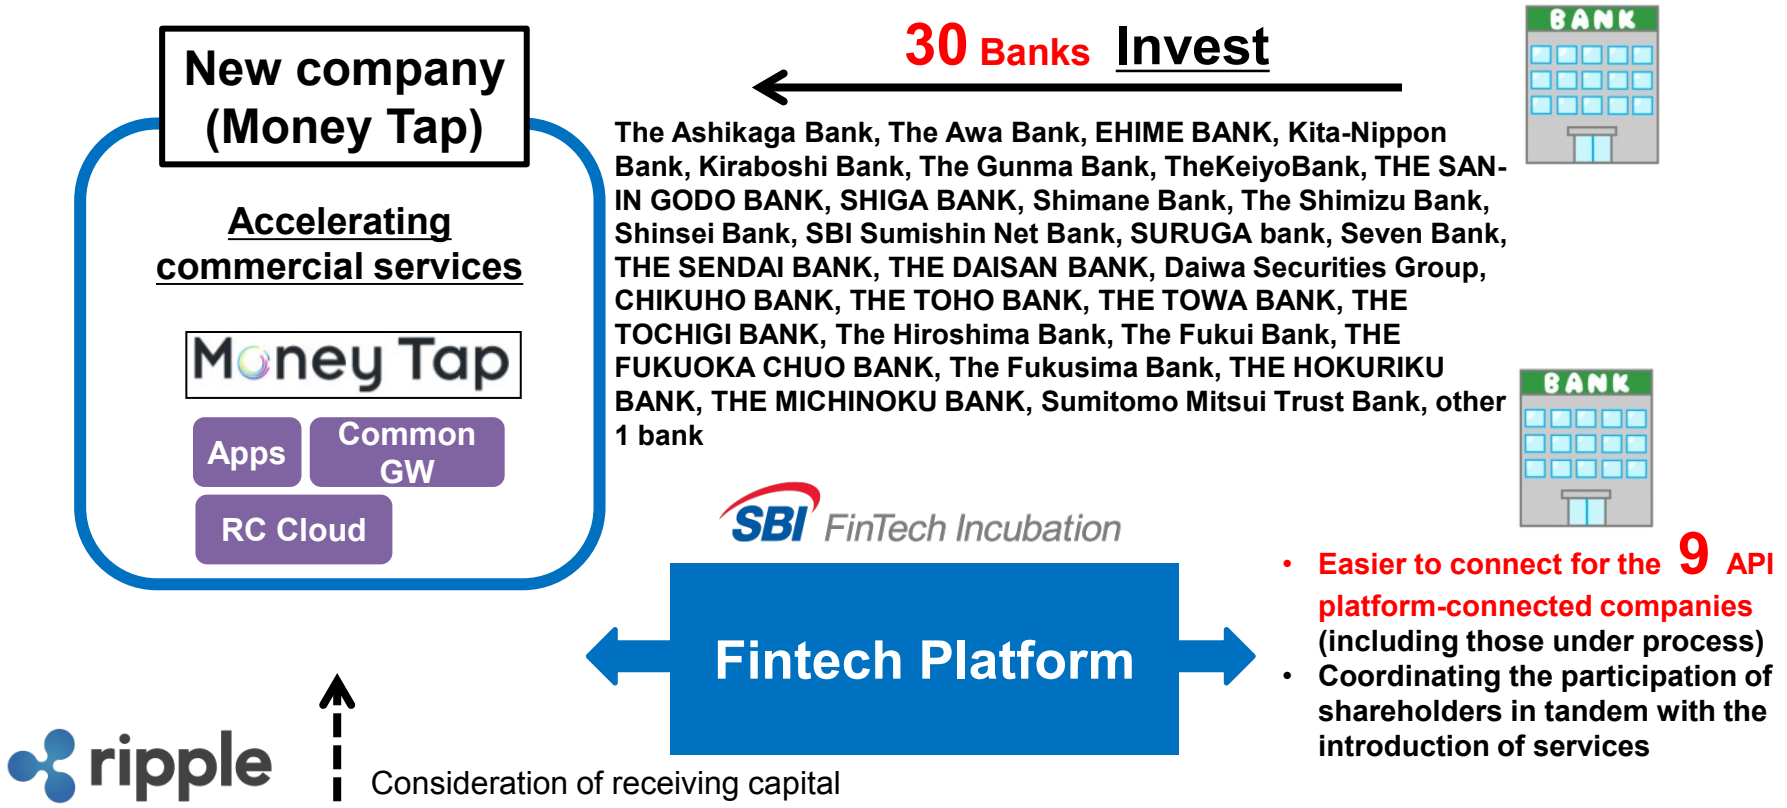 New company
(Money Tap)
Accelerating
commercial services
Money Tap
Apps
Common
GW
RC Cloud
30 Banks Invest
BANK
The Ashikaga Bank, The Awa Bank, EHIME BANK, Kita-Nippon
Bank, Kiraboshi Bank, The Gunma Bank, TheKeiyoBank, THE SAN-
IN GODO BANK, SHIGA BANK, Shimane Bank, The Shimizu Bank,
Shinsei Bank, SBI Sumishin Net Bank, SURUGA bank, Seven Bank,
THE SENDAI BANK, THE DAISAN BANK, Daiwa Securities Group,
CHIKUHO BANK, THE TOHO BANK, THE TOWA BANK, THE
TOCHIGI BANK, The Hiroshima Bank, The Fukui Bank, THE
FUKUOKA CHUO BANK, The Fukusima Bank, THE HOKURIKU
BANK, THE MICHINOKU BANK, Sumitomo Mitsui Trust Bank, other
1 bank
BANK
SBI FinTech Incubation
Fintech Platform
• Easier to connect for the 9 API
platform-connected companies
(including those under process)
• Coordinating the participation of
shareholders in tandem with the
introduction of services
ripple
Consideration of receiving capital